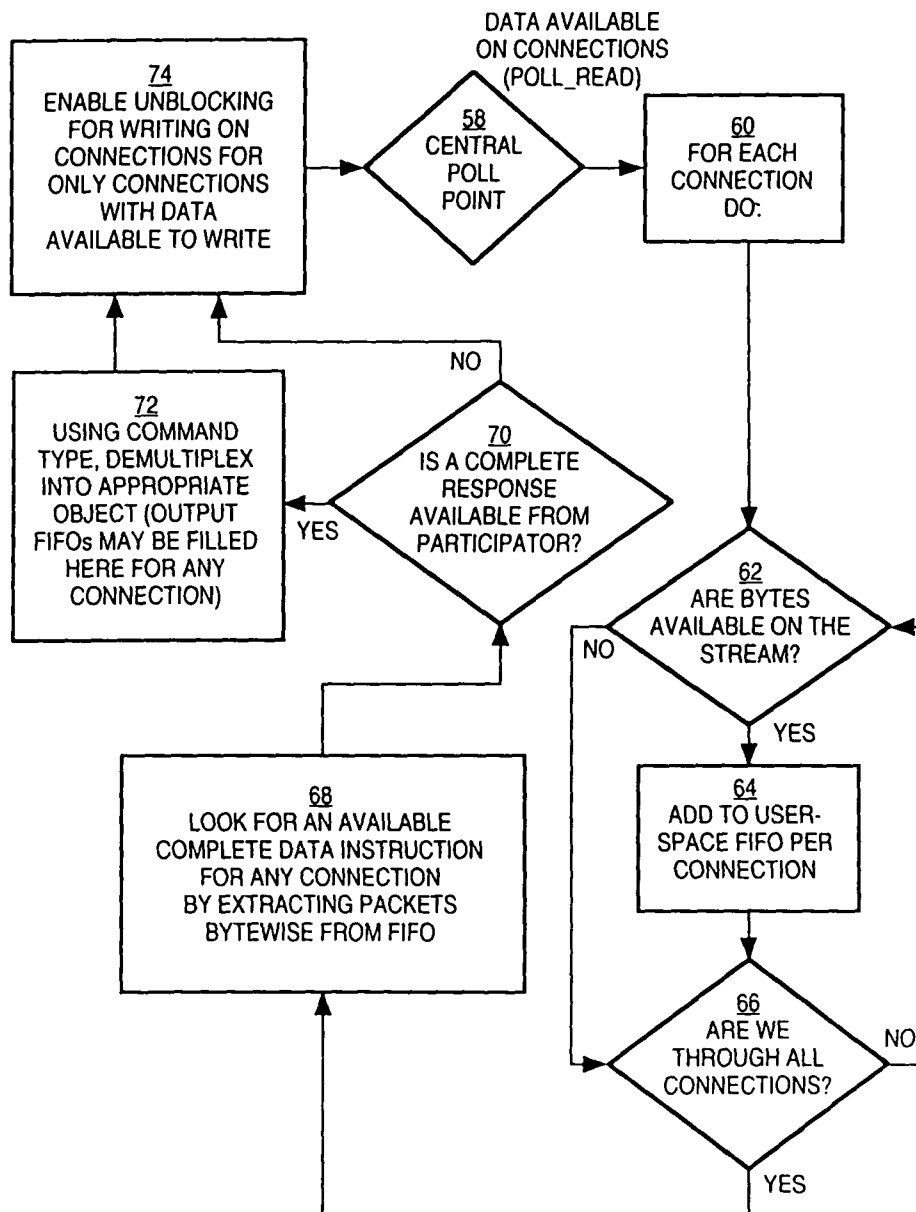 DATA AVAILABLE
ON CONNECTIONS
(POLL_READ)
74
ENABLE UNBLOCKING
FOR WRITING ON
CONNECTIONS FOR
ONLY CONNECTIONS
WITH DATA
AVAILABLE TO WRITE
58
CENTRAL
POLL
POINT
60
FOR EACH
CONNECTION
DO:
NO
72
USING COMMAND
TYPE, DEMULTIPLEX
INTO APPROPRIATE
OBJECT (OUTPUT
FIFOs MAY BE FILLED
HERE FOR ANY
CONNECTION)
YES
70
IS A COMPLETE
RESPONSE
AVAILABLE FROM
PARTICIPATOR?
62
ARE BYTES
AVAILABLE ON THE
STREAM?
NO
YES
64
ADD TO USER-
SPACE FIFO PER
CONNECTION
68
LOOK FOR AN AVAILABLE
COMPLETE DATA INSTRUCTION
FOR ANY CONNECTION
BY EXTRACTING PACKETS
BYTEWISE FROM FIFO
66
ARE WE
THROUGH ALL
CONNECTIONS?
NO
YES